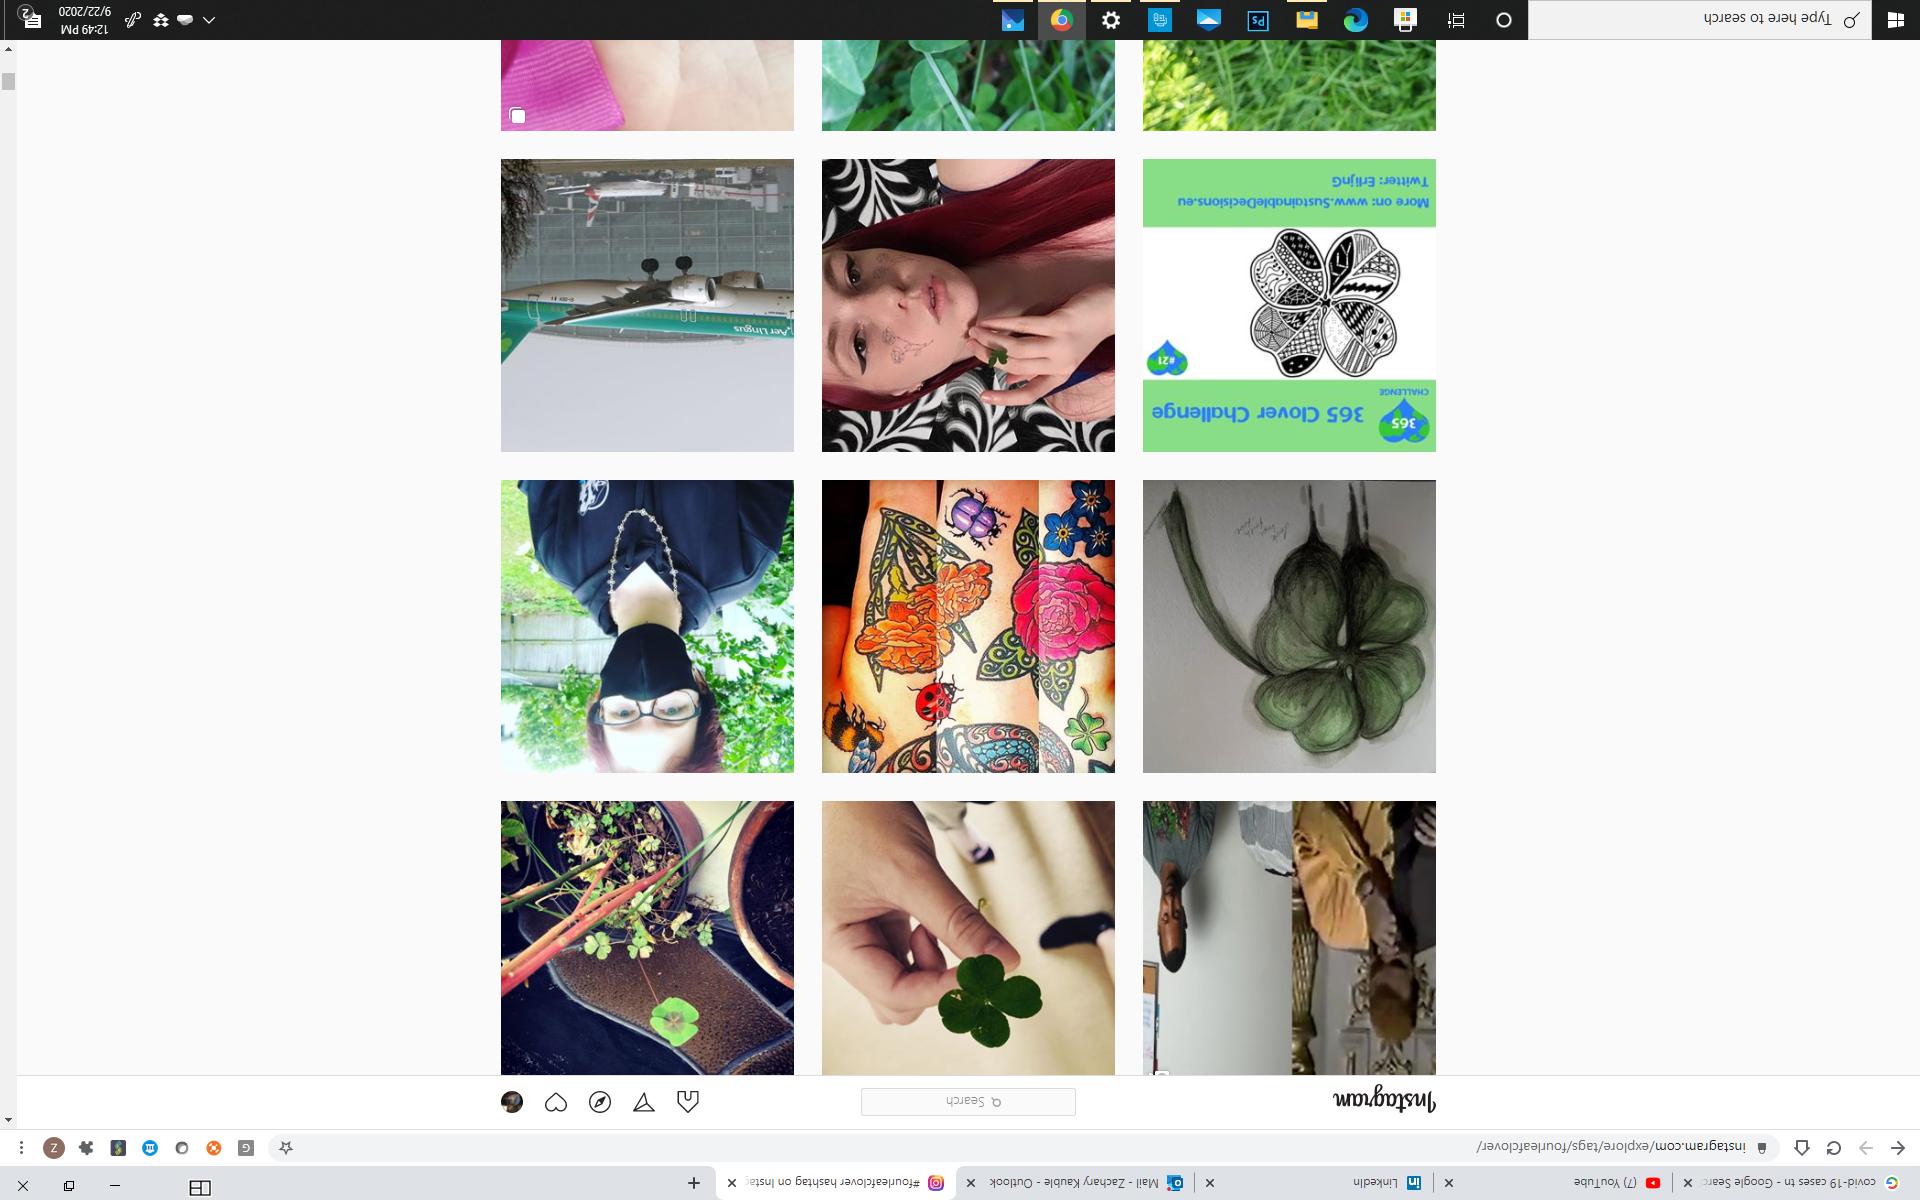 covid-19 cases tn - Google Searc
(7) YouTube
LinkedIn
Mail - Zachary Kauble - Outlook
#fourleafclover hashtag on Insta
instagram.com/explore/tags/fourleafclover/
G
Z
Instagram
Search
365
CHALLENGE
365 Clover Challenge
#21
More on: www.SustainableDecisions.eu
Twitter: ErlijnG
Aer Lingus
Type here to search
Ps
12:49 PM
9/22/2020
2